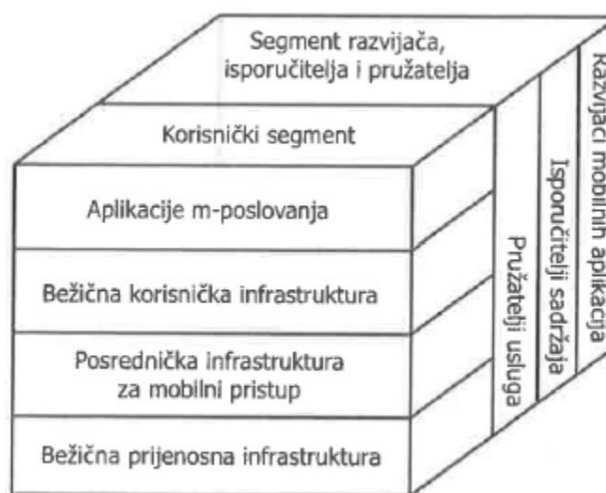 Segment razvijača,
isporučitelja i pružatelja
Korisnički segment
Aplikacije m-poslovanja
Bežična korisnička infrastruktura
Posrednička infrastruktura
za mobilni pristup
Bežična prijenosna infrastruktura
Pružatelji usluga
Isporučitelji sadržaja
Razvijači mobilnih aplikacija